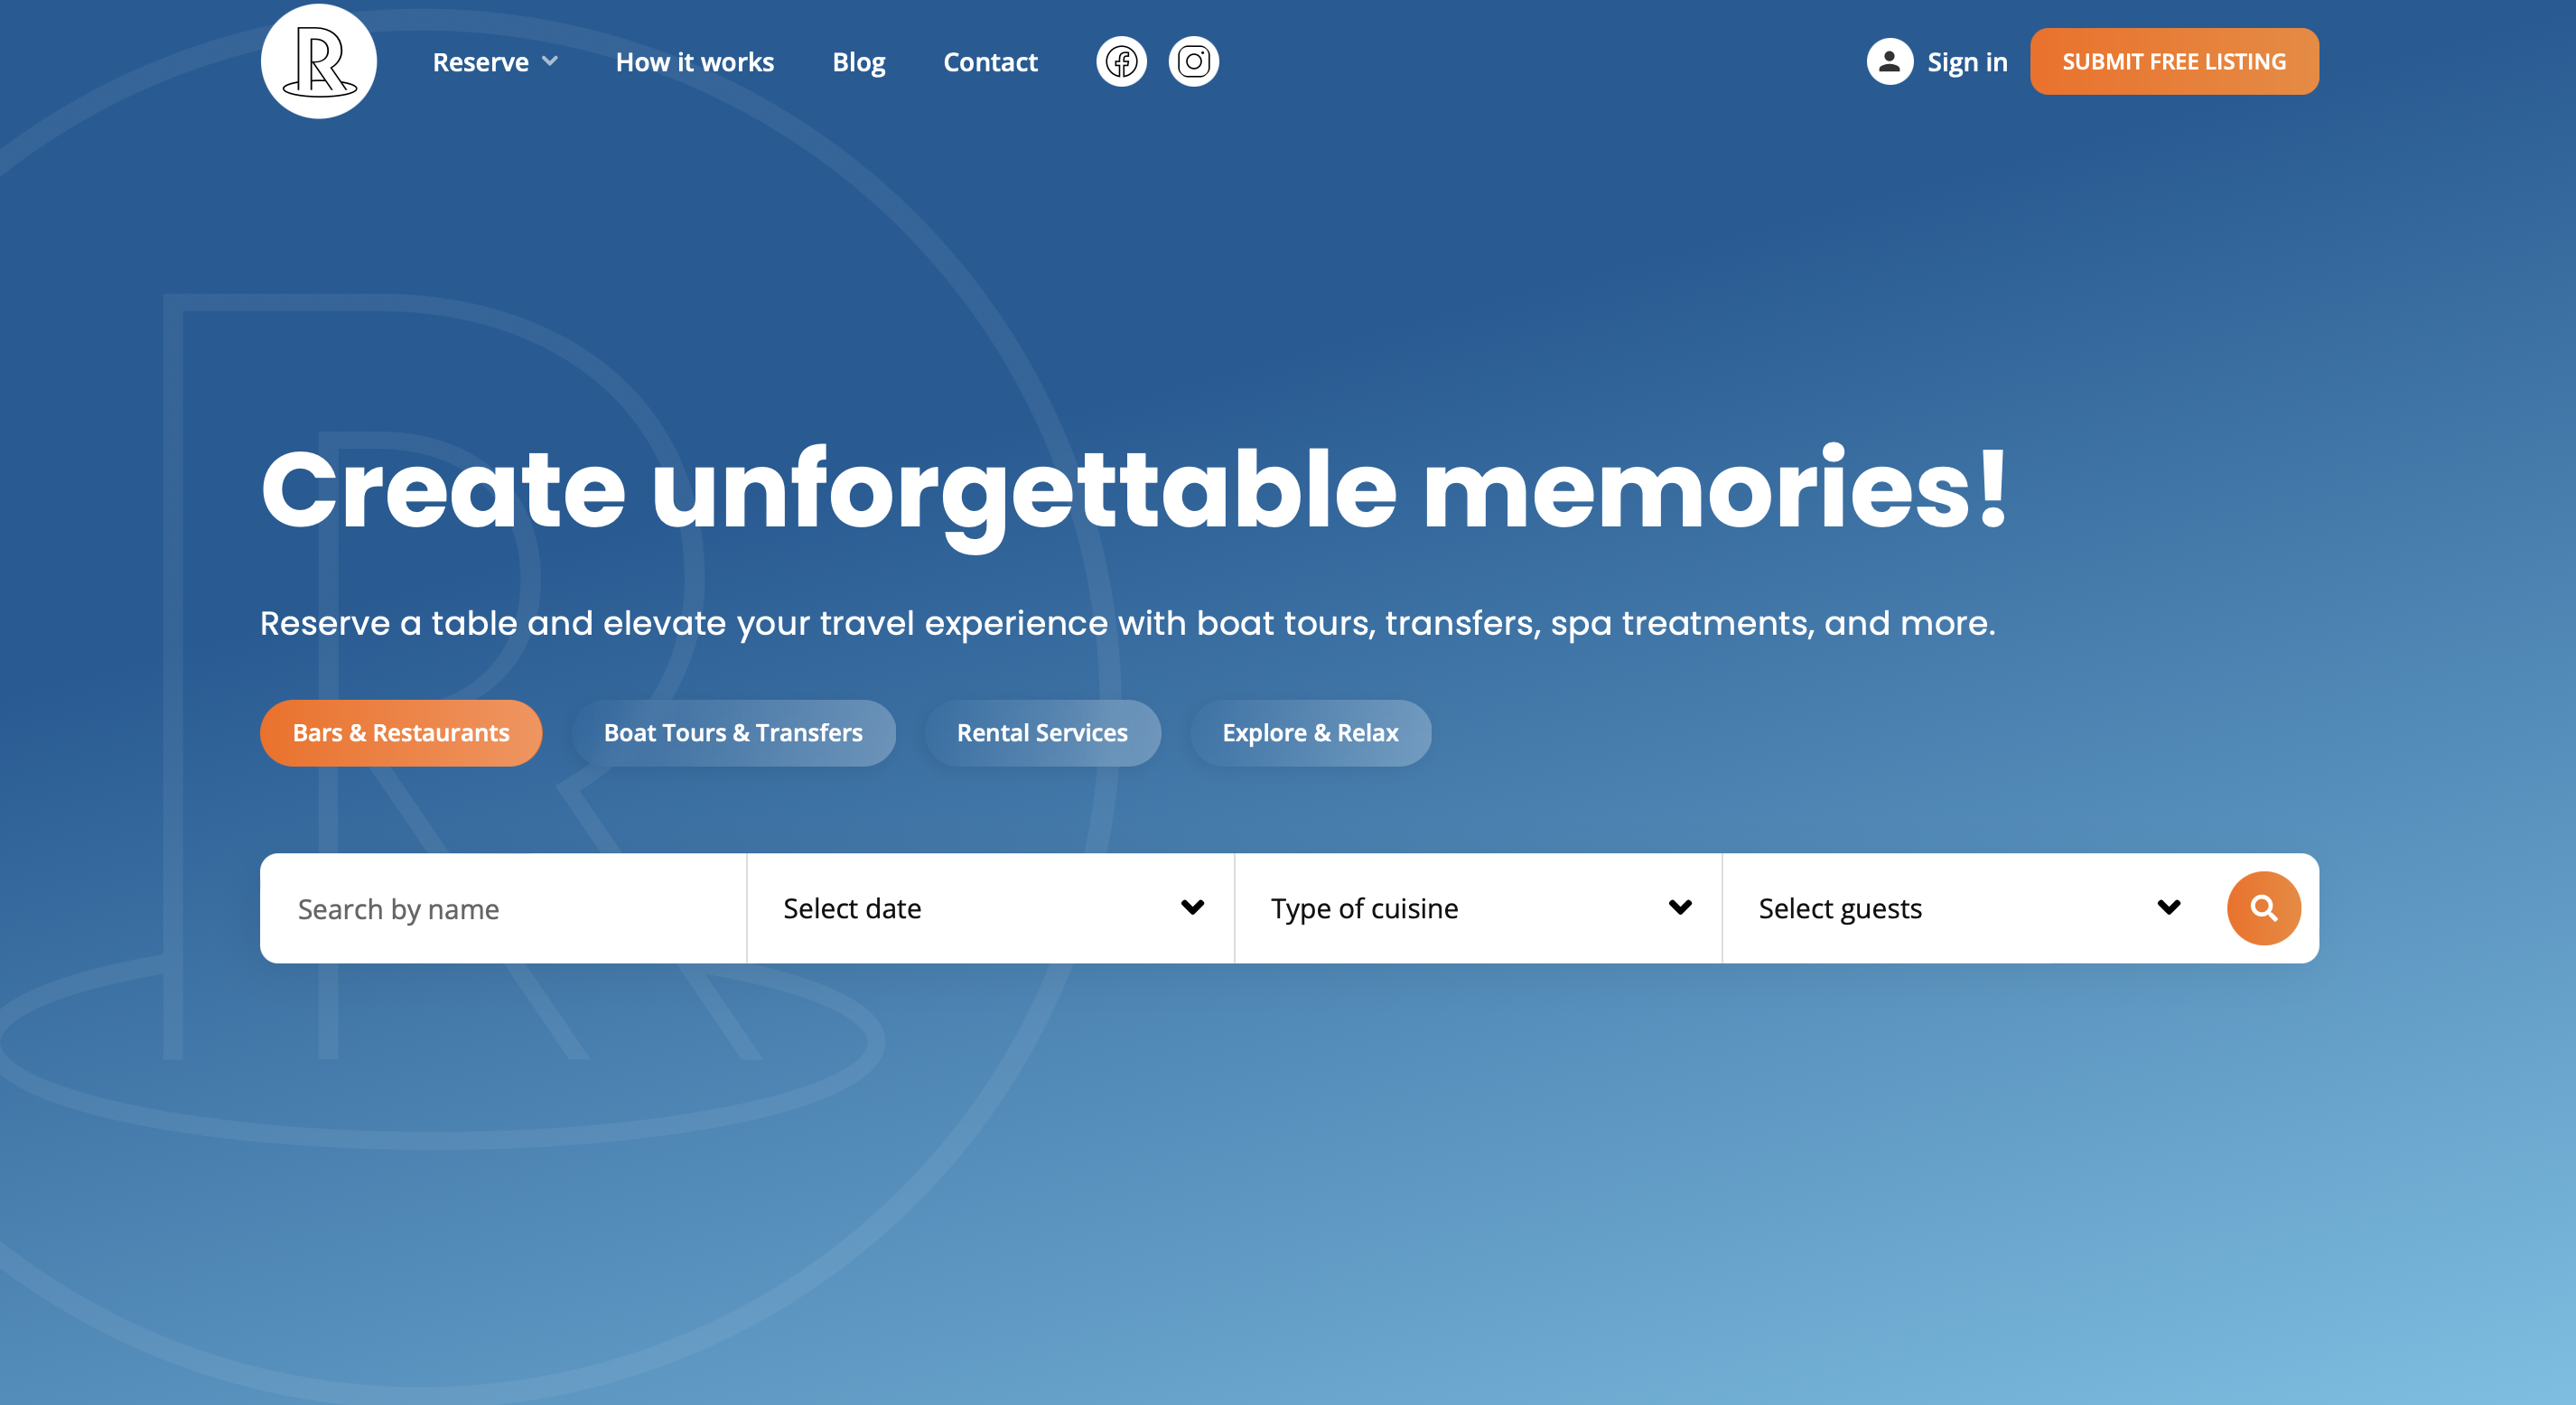 R
Reserve
How it works
Blog
Contact
Sign in
SUBMIT FREE LISTING
Create unforgettable memories!
Reserve a table and elevate your travel experience with boat tours, transfers, spa treatments, and more.
Bars & Restaurants
Boat Tours & Transfers
Rental Services
Explore & Relax
Search by name
Select date
Type of cuisine
Select guests